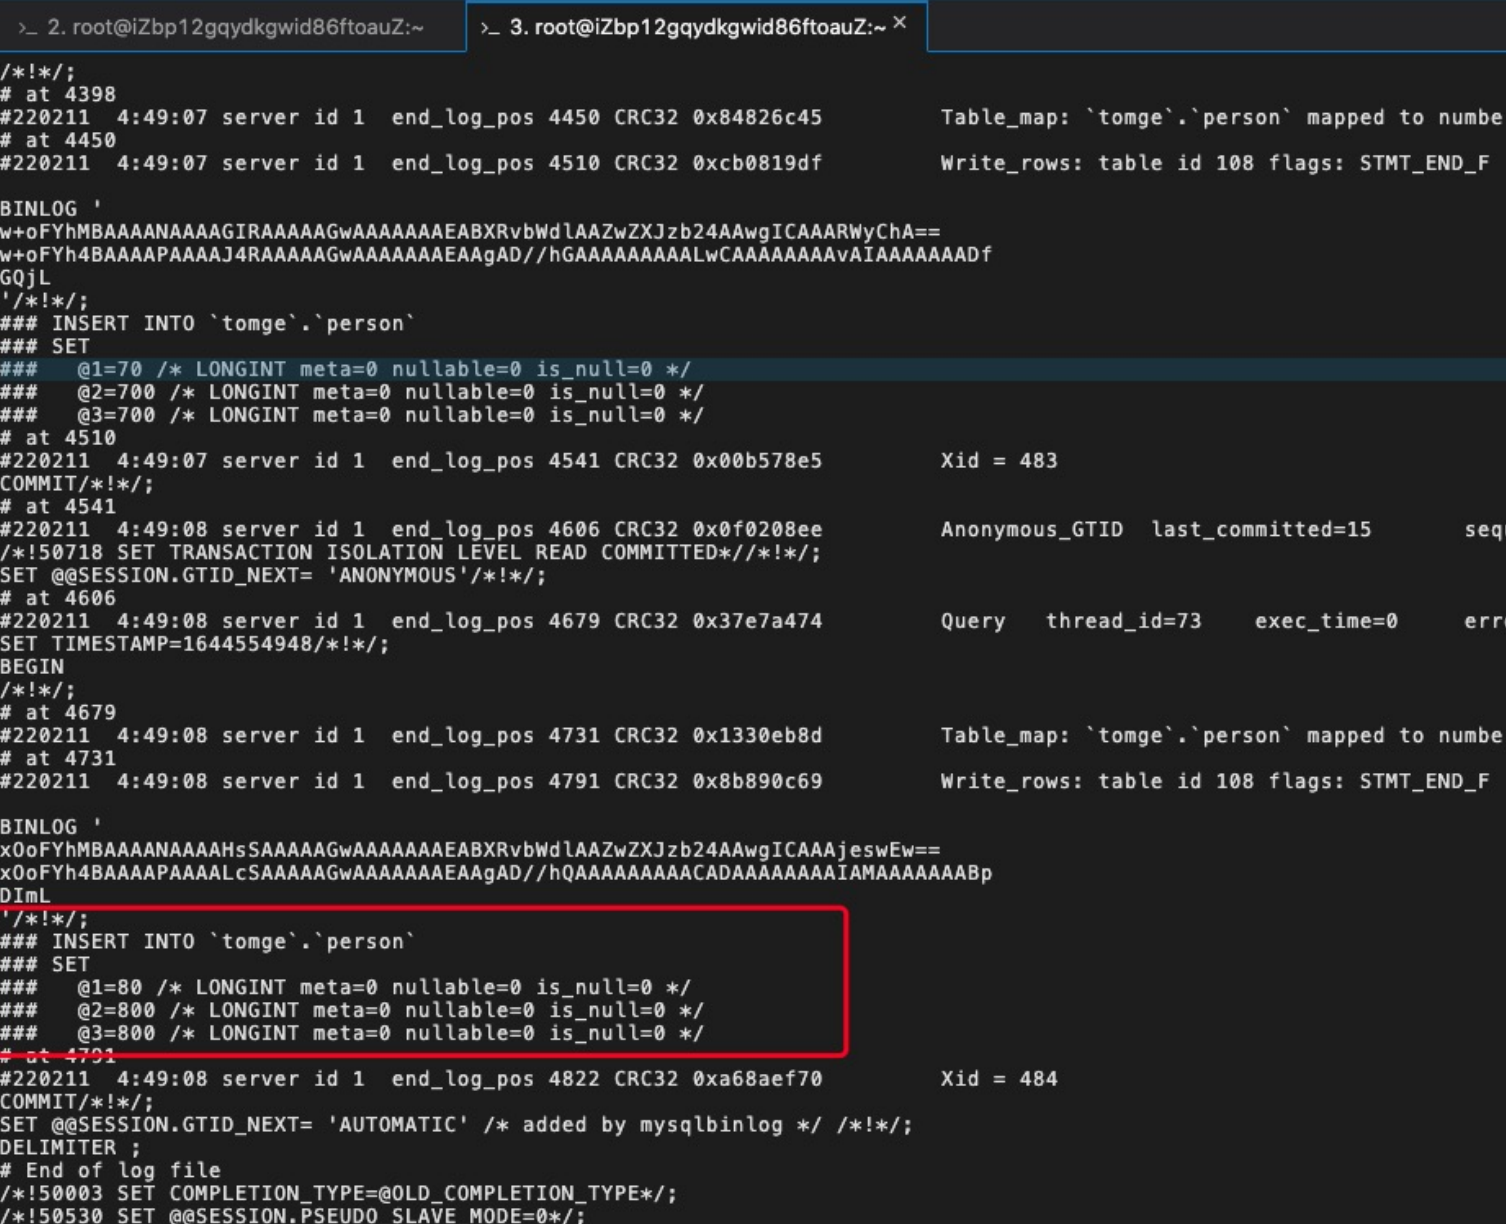 >_ 2. root@iZbp12gqydkgwid86ftoauZ:~
>_ 3. root@iZbp12gqydkgwid86ftoauZ:~ ×
/*!*/;
# at 4398
#220211  4:49:07 server id 1  end_log_pos 4450 CRC32 0x84826c45         Table_map: `tomge`.`person` mapped to numbe
# at 4450
#220211  4:49:07 server id 1  end_log_pos 4510 CRC32 0xcb0819df         Write_rows: table id 108 flags: STMT_END_F
BINLOG '
w+oFYhMBAAAANAAAAGIRAAAAAGwAAAAAAAEABXRvbWdlAAZwZXJzb24AAwgICAAARWyChA==
w+oFYh4BAAAAPAAAAJ4RAAAAAGwAAAAAAAEAAgAD//hGAAAAAAAAALwCAAAAAAAAvAIAAAAAAADf
GQjL
'/*!*/;
### INSERT INTO `tomge`.`person`
### SET
###   @1=70 /* LONGINT meta=0 nullable=0 is_null=0 */
###   @2=700 /* LONGINT meta=0 nullable=0 is_null=0 */
###   @3=700 /* LONGINT meta=0 nullable=0 is_null=0 */
# at 4510
#220211  4:49:07 server id 1  end_log_pos 4541 CRC32 0x00b578e5         Xid = 483
COMMIT/*!*/;
# at 4541
#220211  4:49:08 server id 1  end_log_pos 4606 CRC32 0x0f0208ee         Anonymous_GTID  last_committed=15       sequ
/*!50718 SET TRANSACTION ISOLATION LEVEL READ COMMITTED*//*!*/;
SET @@SESSION.GTID_NEXT= 'ANONYMOUS'/*!*/;
# at 4606
#220211  4:49:08 server id 1  end_log_pos 4679 CRC32 0x37e7a474         Query   thread_id=73    exec_time=0     erro
SET TIMESTAMP=1644554948/*!*/;
BEGIN
/*!*/;
# at 4679
#220211  4:49:08 server id 1  end_log_pos 4731 CRC32 0x1330eb8d         Table_map: `tomge`.`person` mapped to numbe
# at 4731
#220211  4:49:08 server id 1  end_log_pos 4791 CRC32 0x8b890c69         Write_rows: table id 108 flags: STMT_END_F
BINLOG '
xOoFYhMBAAAANAAAAHsSAAAAAGwAAAAAAAEABXRvbWdlAAZwZXJzb24AAwgICAAAjeswEw==
xOoFYh4BAAAAPAAAALcSAAAAAGwAAAAAAAEAAgAD//hQAAAAAAAAACADAAAAAAAAIAMAAAAAAABp
DImL
'/*!*/;
### INSERT INTO `tomge`.`person`
### SET
###   @1=80 /* LONGINT meta=0 nullable=0 is_null=0 */
###   @2=800 /* LONGINT meta=0 nullable=0 is_null=0 */
###   @3=800 /* LONGINT meta=0 nullable=0 is_null=0 */
# at 4791
#220211  4:49:08 server id 1  end_log_pos 4822 CRC32 0xa68aef70         Xid = 484
COMMIT/*!*/;
SET @@SESSION.GTID_NEXT= 'AUTOMATIC' /* added by mysqlbinlog */ /*!*/;
DELIMITER ;
# End of log file
/*!50003 SET COMPLETION_TYPE=@OLD_COMPLETION_TYPE*/;
/*!50530 SET @@SESSION.PSEUDO_SLAVE_MODE=0*/;